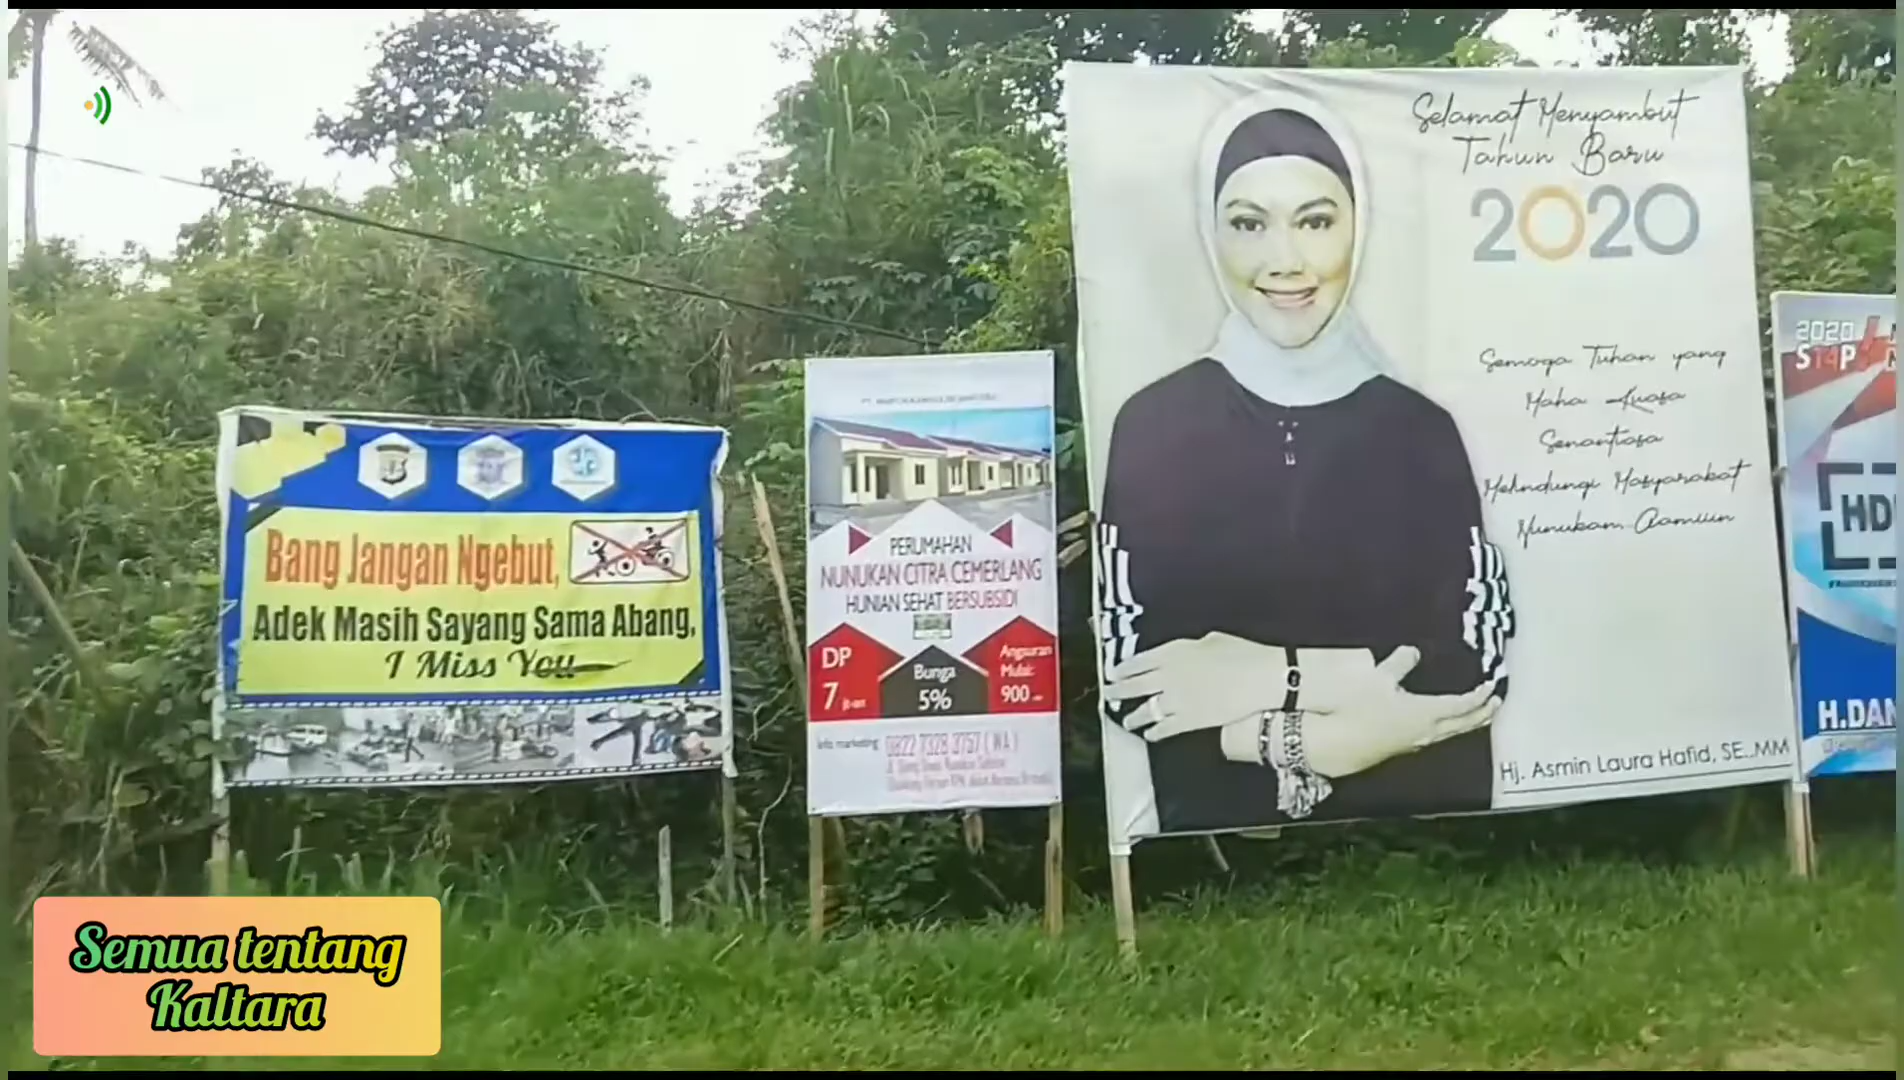 Bang Jangan Ngebut,
Adek Masih Sayang Sama Abang,
I Miss You
PERUMAHAN
NUNUKAN CITRA CEMERLANG
HUNIAN SEHAT BERSUBSIDI
DP
7
Bunga
5%
Angsuran
Mulai:
900
Info marketing
0822 7328 3757 (WA)
Selamat Menyambut
Tahun Baru
2020
Semoga Tuhan yang
Maha Kuasa
Senantiasa
Melindungi Masyarakat
Nunukan Aamiin
Hj. Asmin Laura Hafid, SE.,MM
2020
HD
H.DAN
Semua tentang
Kaltara